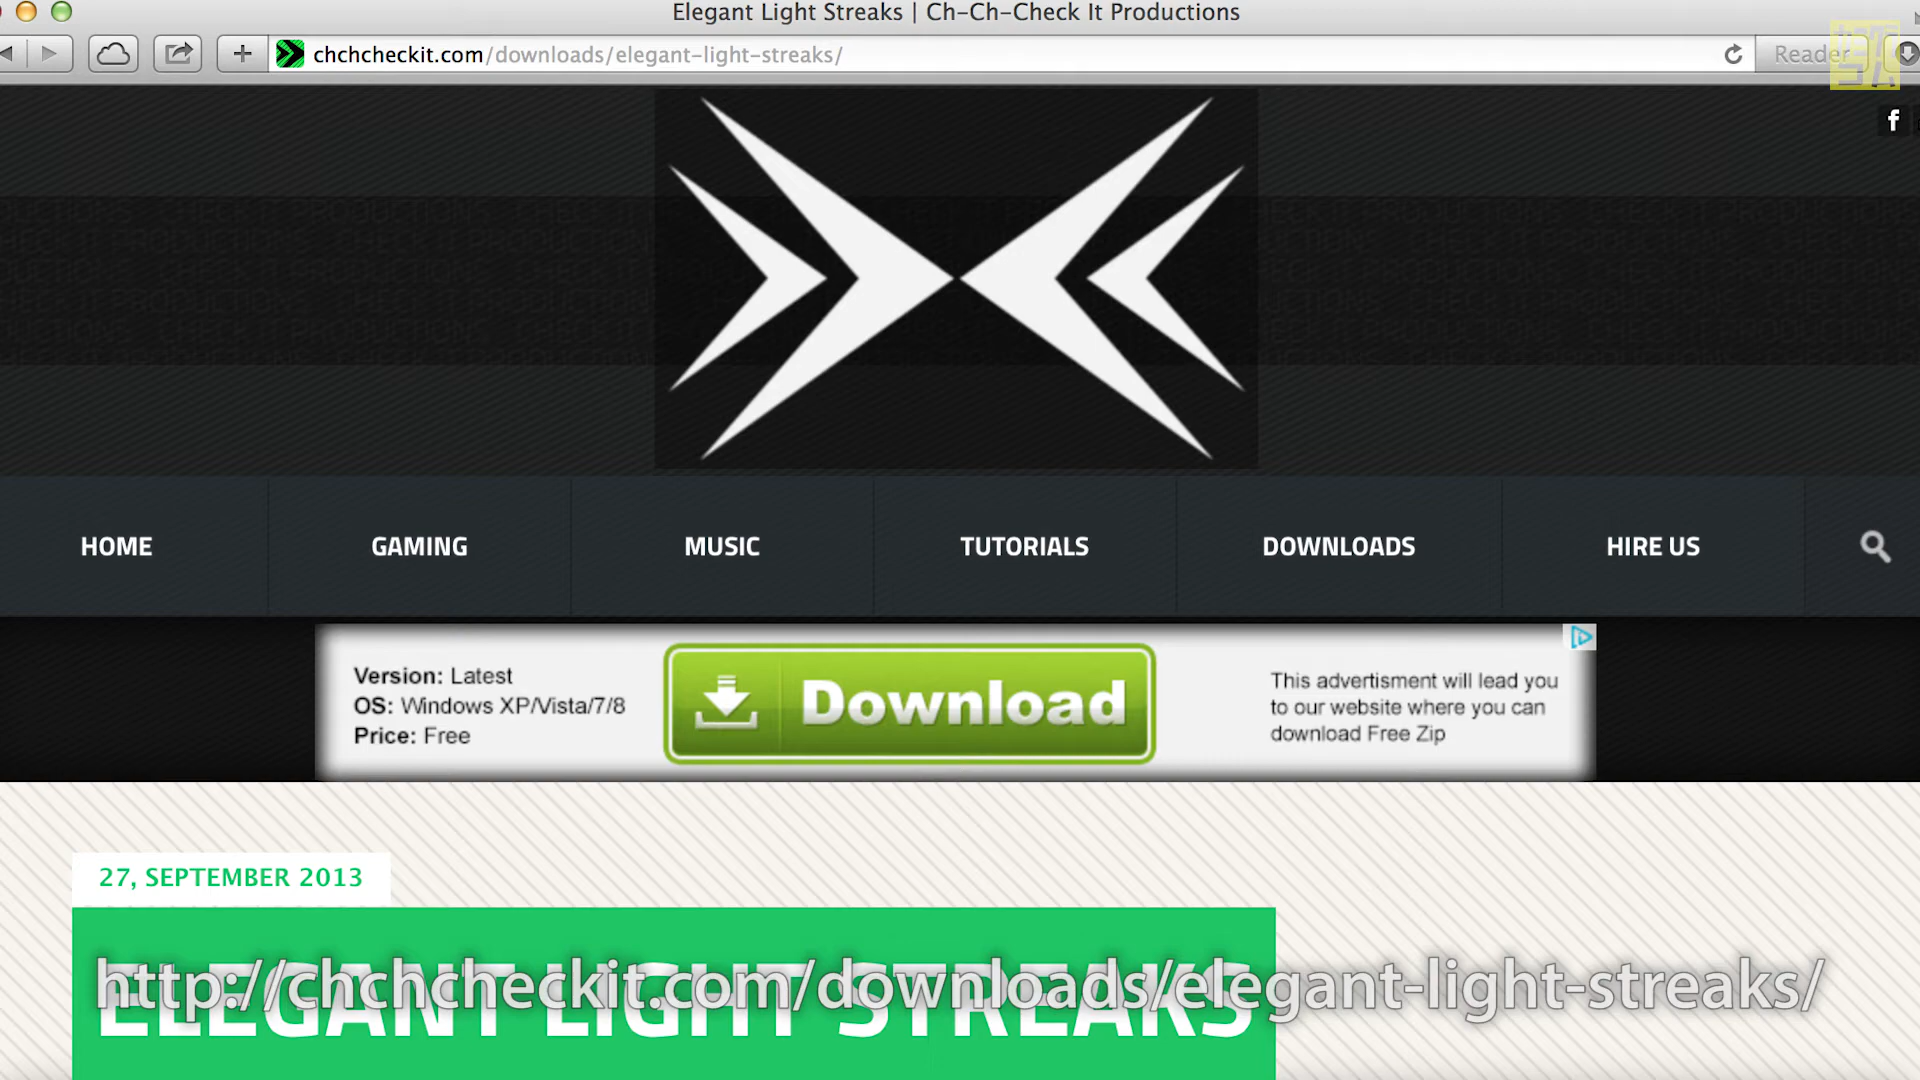 Elegant Light Streaks | Ch-Ch-Check It Productions
chchcheckit.com/downloads/elegant-light-streaks/
Reader
f
HOME
GAMING
MUSIC
TUTORIALS
DOWNLOADS
HIRE US
Version: Latest
OS: Windows XP/Vista/7/8
Price: Free
Download
This advertisment will lead you
to our website where you can
download Free Zip
27, SEPTEMBER 2013
ELEGANT LIGHT STREAKS
http://chchcheckit.com/downloads/elegant-light-streaks/